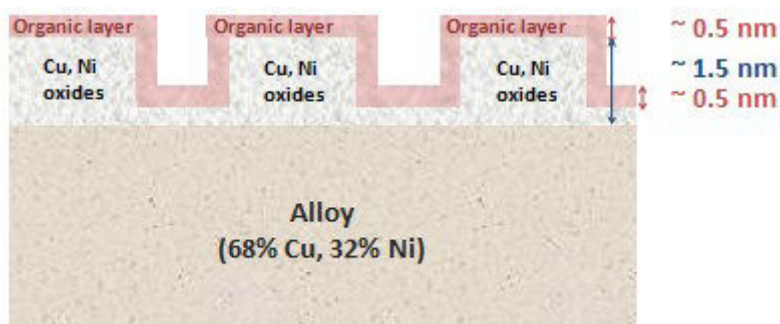 Organic layer Organic layer Organic layer ~ 0.5 nm
Cu, Ni Cu, Ni Cu, Ni ~ 1.5 nm
oxides oxides oxides ~ 0.5 nm
Alloy
(68% Cu, 32% Ni)